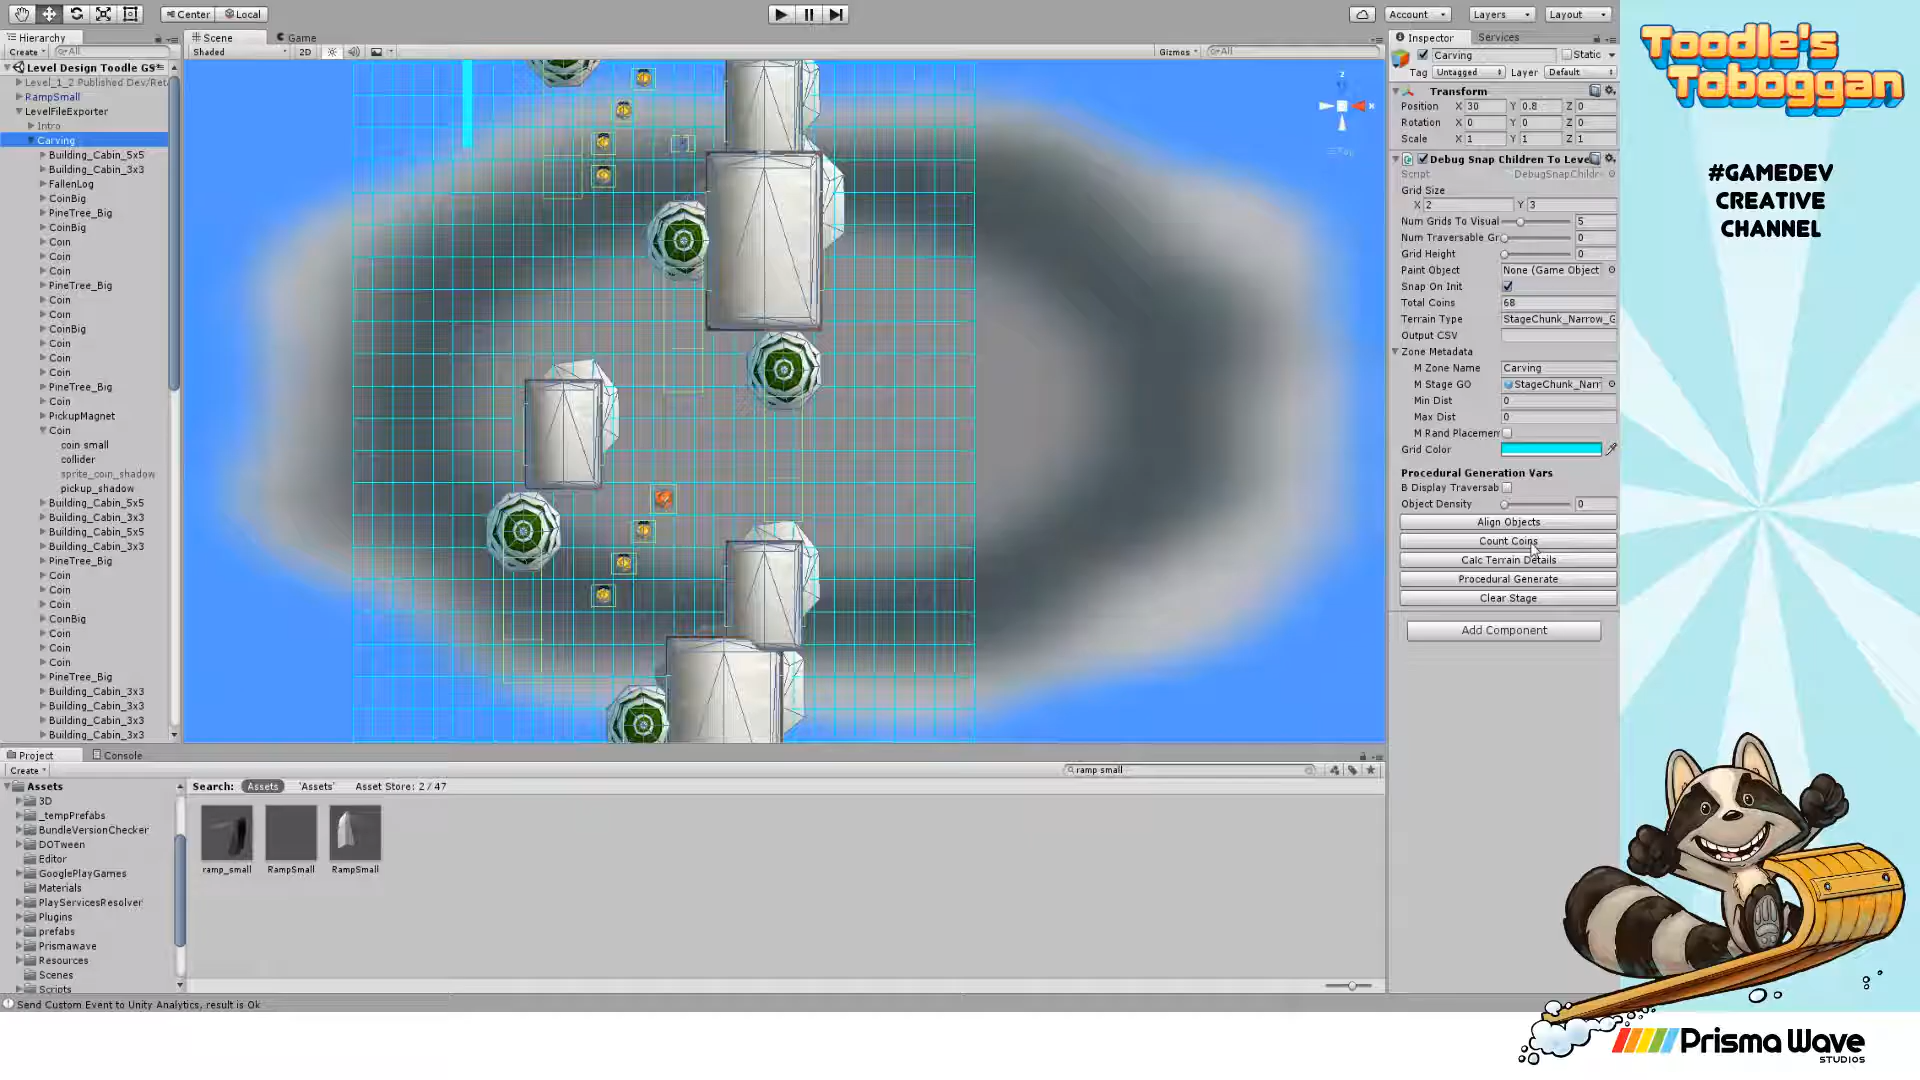 Center
Local
Account
Layers
Layout
Hierarchy
Create
All
Level Design Toodle GS*
Level_1_2 Published Dev/Ret
RampSmall
LevelFileExporter
Intro
Carving
Building_Cabin_5x5
Building_Cabin_3x3
FallenLog
CoinBig
PineTree_Big
CoinBig
Coin
Coin
Coin
PineTree_Big
Coin
Coin
CoinBig
Coin
Coin
Coin
PineTree_Big
Coin
PickupMagnet
Coin
coin small
collider
sprite_coin_shadow
pickup_shadow
Building_Cabin_5x5
Building_Cabin_3x3
Building_Cabin_5x5
Building_Cabin_3x3
PineTree_Big
Coin
Coin
Coin
CoinBig
Coin
Coin
Coin
PineTree_Big
Building_Cabin_3x3
Building_Cabin_3x3
Building_Cabin_3x3
Building_Cabin_3x3
Scene
Game
Shaded
2D
Gizmos
All
Inspector
Services
Carving
Static
Tag Untagged Layer Default
Transform
Position X 30 Y 0.8 Z 0
Rotation X 0 Y 0 Z 0
Scale X 1 Y 1 Z 1
Debug Snap Children To Leve
Script DebugSnapChildr
Grid Size
X 2 Y 3
Num Grids To Visual 5
Num Traversable Gr 0
Grid Height 0
Paint Object None (Game Object
Snap On Init
Total Coins 68
Terrain Type StageChunk_Narrow_G
Output CSV
Zone Metadata
M Zone Name Carving
M Stage GO StageChunk_Narr
Min Dist 0
Max Dist 0
M Rand Placemen
Grid Color
Procedural Generation Vars
B Display Traversab
Object Density 0
Align Objects
Count Coins
Calc Terrain Details
Procedural Generate
Clear Stage
Add Component
Project
Console
Create
Assets
3D
_tempPrefabs
BundleVersionChecker
DOTween
Editor
GooglePlayGames
Materials
PlayServicesResolver
Plugins
prefabs
Prismawave
Resources
Scenes
Scripts
ramp small
Search: Assets 'Assets' Asset Store: 2 / 47
ramp_small
RampSmall
RampSmall
Send Custom Event to Unity Analytics, result is Ok
Toodle's
Toboggan
#GAMEDEV
CREATIVE
CHANNEL
Prisma Wave
STUDIOS